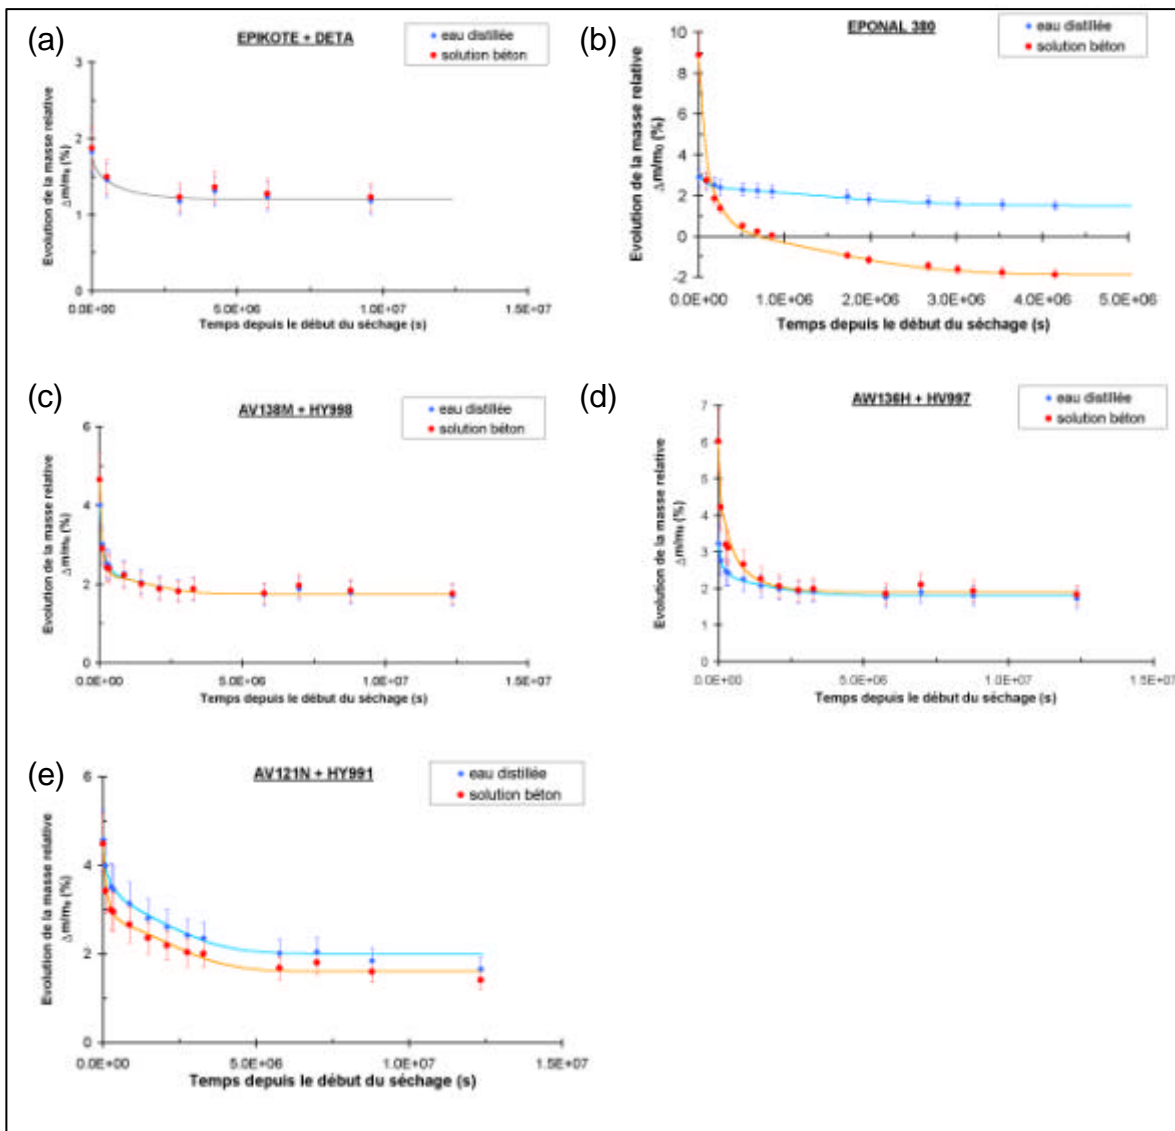 (a)
EPIKOTE + DETA
eau distillée
solution béton
Evolution de la masse relative
Δm/m₀ (%)
3
2
1
0
0.0E+00 5.0E+06 1.0E+07 1.5E+07
Temps depuis le début du séchage (s)
(b)
EPONAL 380
eau distillée
solution béton
Evolution de la masse relative
Δm/m₀ (%)
10
8
6
4
2
0
-2
0.0E+00 1.0E+06 2.0E+06 3.0E+06 4.0E+06 5.0E+06
Temps depuis le début du séchage (s)
(c)
AV138M + HY998
eau distillée
solution béton
Evolution de la masse relative
Δm/m₀ (%)
6
4
2
0
0.0E+00 5.0E+06 1.0E+07 1.5E+07
Temps depuis le début du séchage (s)
(d)
AW136H + HV997
eau distillée
solution béton
Evolution de la masse relative
Δm/m₀ (%)
7
6
5
4
3
2
1
0
0.0E+00 5.0E+06 1.0E+07 1.5E+07
Temps depuis le début du séchage (s)
(e)
AV121N + HY991
eau distillée
solution béton
Evolution de la masse relative
Δm/m₀ (%)
6
4
2
0
0.0E+00 5.0E+06 1.0E+07 1.5E+07
Temps depuis le début du séchage (s)